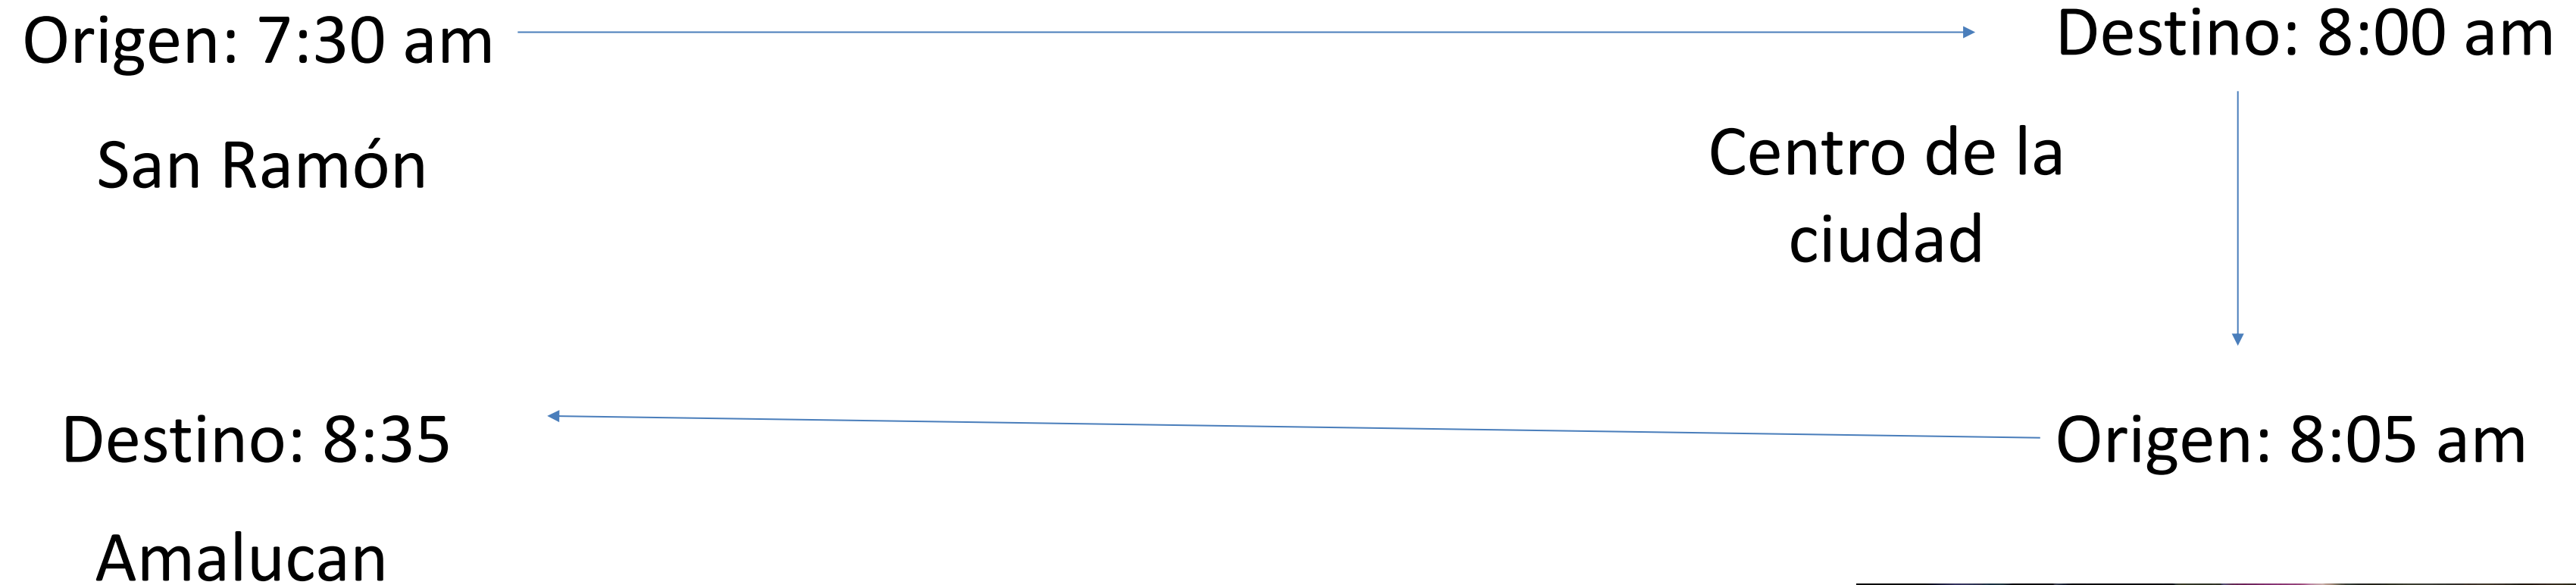 Origen: 7:30 am
Destino: 8:00 am
San Ramón
Centro de la
ciudad
Destino: 8:35
Origen: 8:05 am
Amalucan